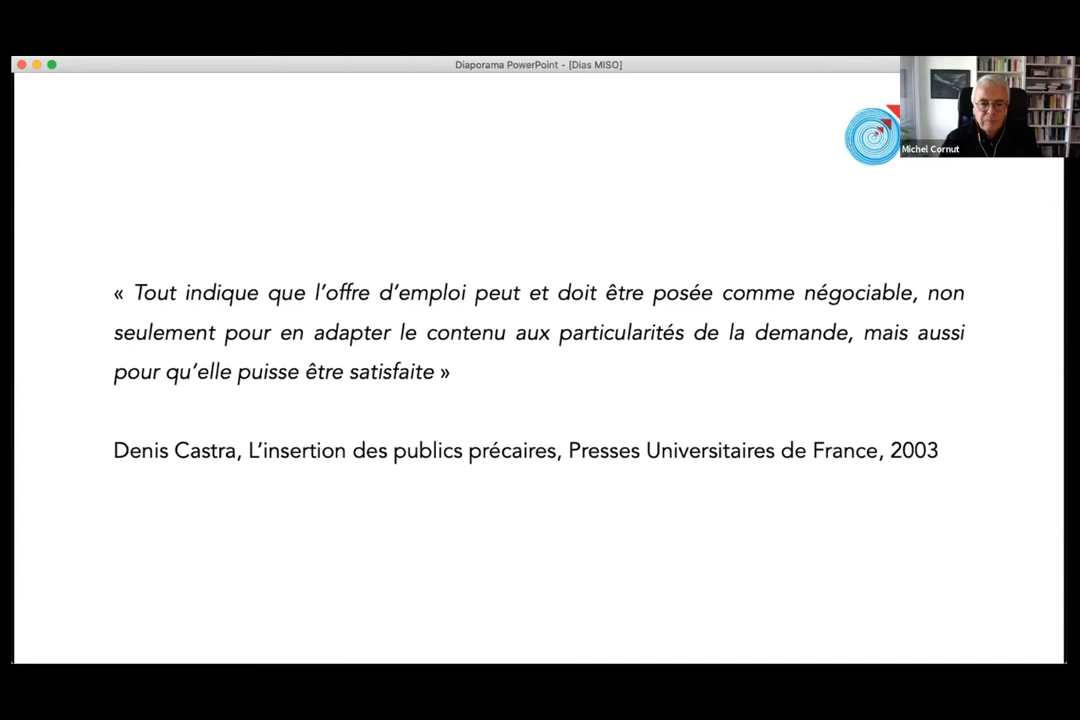 Diaporama PowerPoint - [Dias MISO]
Michel Cornut
« Tout indique que l’offre d’emploi peut et doit être posée comme négociable, non
seulement pour en adapter le contenu aux particularités de la demande, mais aussi
pour qu’elle puisse être satisfaite »
Denis Castra, L’insertion des publics précaires, Presses Universitaires de France, 2003